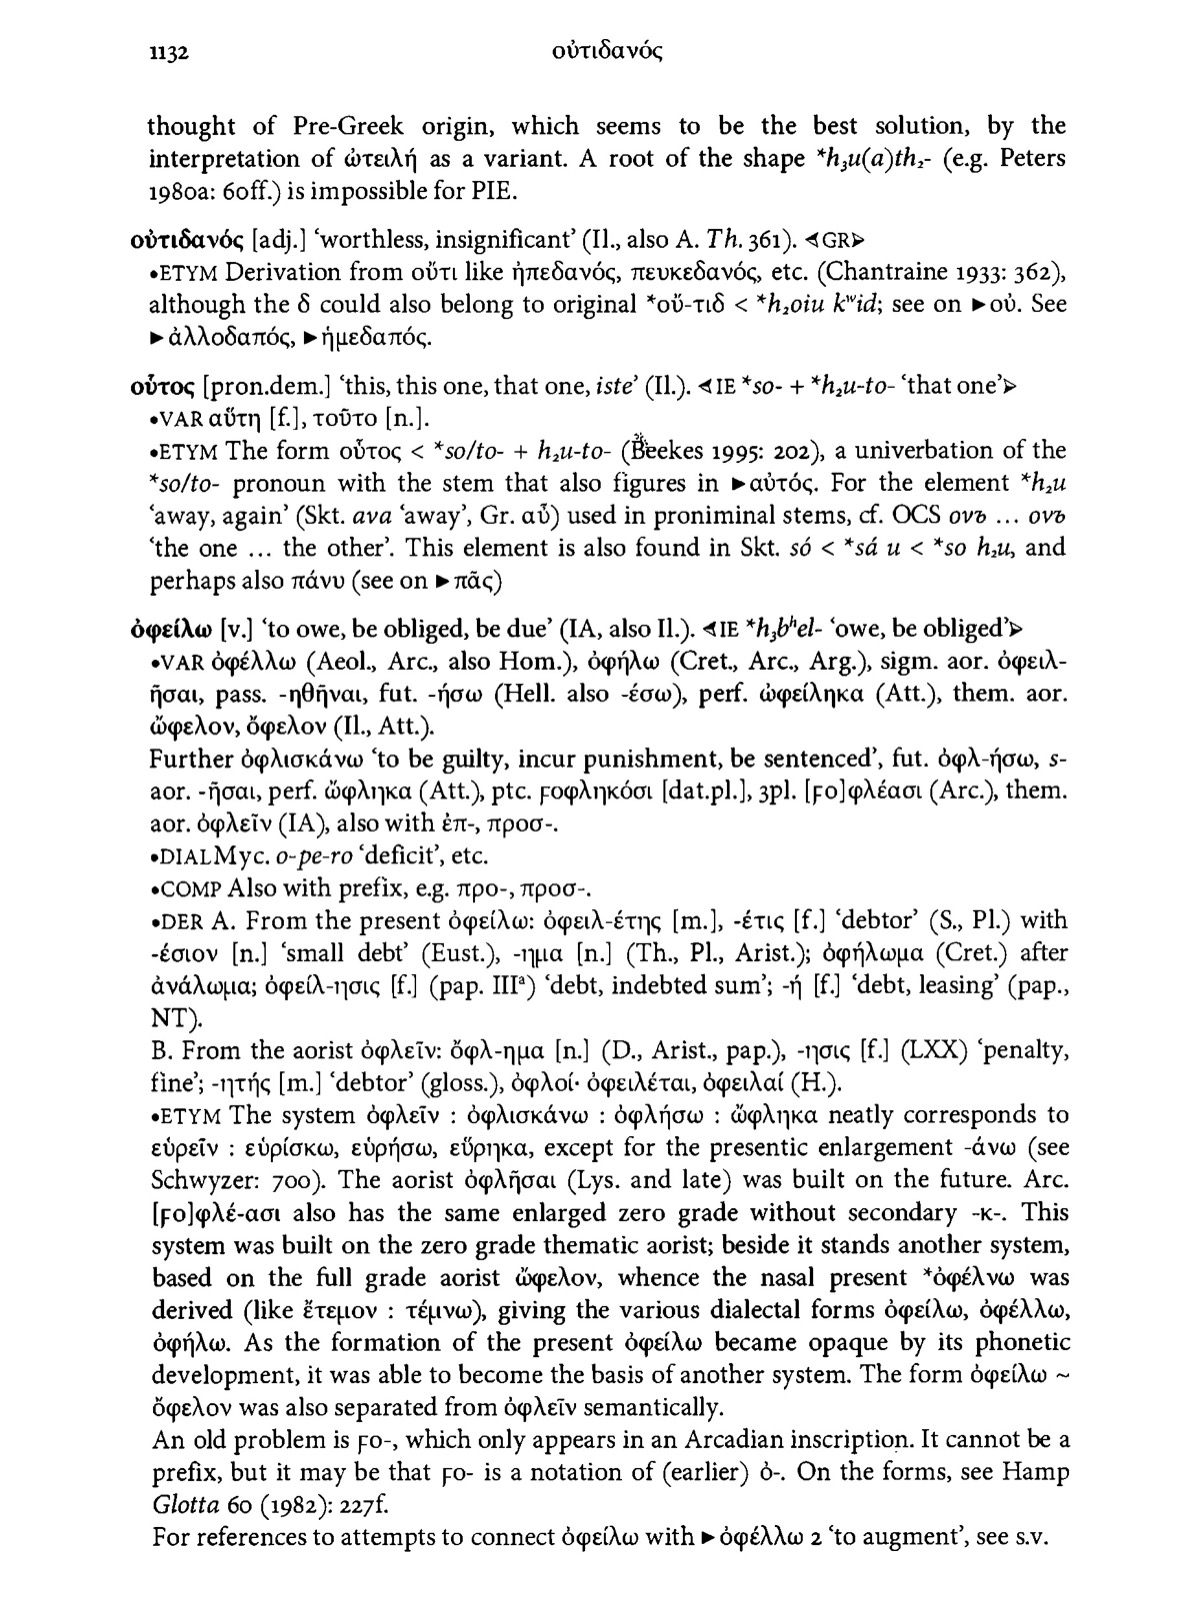 1132 οὐτιδανός
thought of Pre-Greek origin, which seems to be the best solution, by the
interpretation of ὠτειλή as a variant. A root of the shape *h₃u(a)th₂- (e.g. Peters
1980a: 60ff.) is impossible for PIE.
οὐτιδανός [adj.] ‘worthless, insignificant’ (Il., also A. Th. 361). ⋖GR⋗
•ETYM Derivation from οὔτι like ἠπεδανός, πευκεδανός, etc. (Chantraine 1933: 362),
although the δ could also belong to original *οὔ-τιδ < *h₂oiu kʷid; see on ►οὐ. See
►ἀλλοδαπός, ►ἡμεδαπός.
οὗτος [pron.dem.] ‘this, this one, that one, iste’ (Il.). ⋖IE *so- + *h₂u-to- ‘that one’⋗
•VAR αὕτη [f.], τοῦτο [n.].
•ETYM The form οὗτος < *so/to- + h₂u-to- (Beekes 1995: 202), a univerbation of the
*so/to- pronoun with the stem that also figures in ►αὐτός. For the element *h₂u
‘away, again’ (Skt. ava ‘away’, Gr. αὖ) used in proniminal stems, cf. OCS ovъ ... ovъ
‘the one ... the other’. This element is also found in Skt. só < *sá u < *so h₂u, and
perhaps also πάνυ (see on ►πᾶς)
ὀφείλω [v.] ‘to owe, be obliged, be due’ (IA, also Il.). ⋖IE *h₃bʰel- ‘owe, be obliged’⋗
•VAR ὀφέλλω (Aeol., Arc., also Hom.), ὀφήλω (Cret., Arc., Arg.), sigm. aor. ὀφειλ-
ῆσαι, pass. -ηθῆναι, fut. -ήσω (Hell. also -έσω), perf. ὠφείληκα (Att.), them. aor.
ὤφελον, ὄφελον (Il., Att.).
Further ὀφλισκάνω ‘to be guilty, incur punishment, be sentenced’, fut. ὀφλ-ήσω, s-
aor. -ῆσαι, perf. ὤφληκα (Att.), ptc. ϝοφληκόσι [dat.pl.], 3pl. [ϝο]φλέασι (Arc.), them.
aor. ὀφλεῖν (IA), also with ἐπ-, προσ-.
•DIAL Myc. o-pe-ro ‘deficit’, etc.
•COMP Also with prefix, e.g. προ-, προσ-.
•DER A. From the present ὀφείλω: ὀφειλ-έτης [m.], -έτις [f.] ‘debtor’ (S., Pl.) with
-έσιον [n.] ‘small debt’ (Eust.), -ημα [n.] (Th., Pl., Arist.); ὀφήλωμα (Cret.) after
ἀνάλωμα; ὀφείλ-ησις [f.] (pap. IIIᵃ) ‘debt, indebted sum’; -ή [f.] ‘debt, leasing’ (pap.,
NT).
B. From the aorist ὀφλεῖν: ὄφλ-ημα [n.] (D., Arist., pap.), -ησις [f.] (LXX) ‘penalty,
fine’; -ητής [m.] ‘debtor’ (gloss.), ὀφλοί· ὀφειλέται, ὀφειλαί (H.).
•ETYM The system ὀφλεῖν : ὀφλισκάνω : ὀφλήσω : ὤφληκα neatly corresponds to
εὑρεῖν : εὑρίσκω, εὑρήσω, εὕρηκα, except for the presentic enlargement -άνω (see
Schwyzer: 700). The aorist ὀφλῆσαι (Lys. and late) was built on the future. Arc.
[ϝο]φλέ-ασι also has the same enlarged zero grade without secondary -κ-. This
system was built on the zero grade thematic aorist; beside it stands another system,
based on the full grade aorist ὤφελον, whence the nasal present *ὀφέλνω was
derived (like ἔτεμον : τέμνω), giving the various dialectal forms ὀφείλω, ὀφέλλω,
ὀφήλω. As the formation of the present ὀφείλω became opaque by its phonetic
development, it was able to become the basis of another system. The form ὀφείλω ~
ὄφελον was also separated from ὀφλεῖν semantically.
An old problem is ϝο-, which only appears in an Arcadian inscription. It cannot be a
prefix, but it may be that ϝο- is a notation of (earlier) ὀ-. On the forms, see Hamp
Glotta 60 (1982): 227f.
For references to attempts to connect ὀφείλω with ►ὀφέλλω 2 ‘to augment’, see s.v.